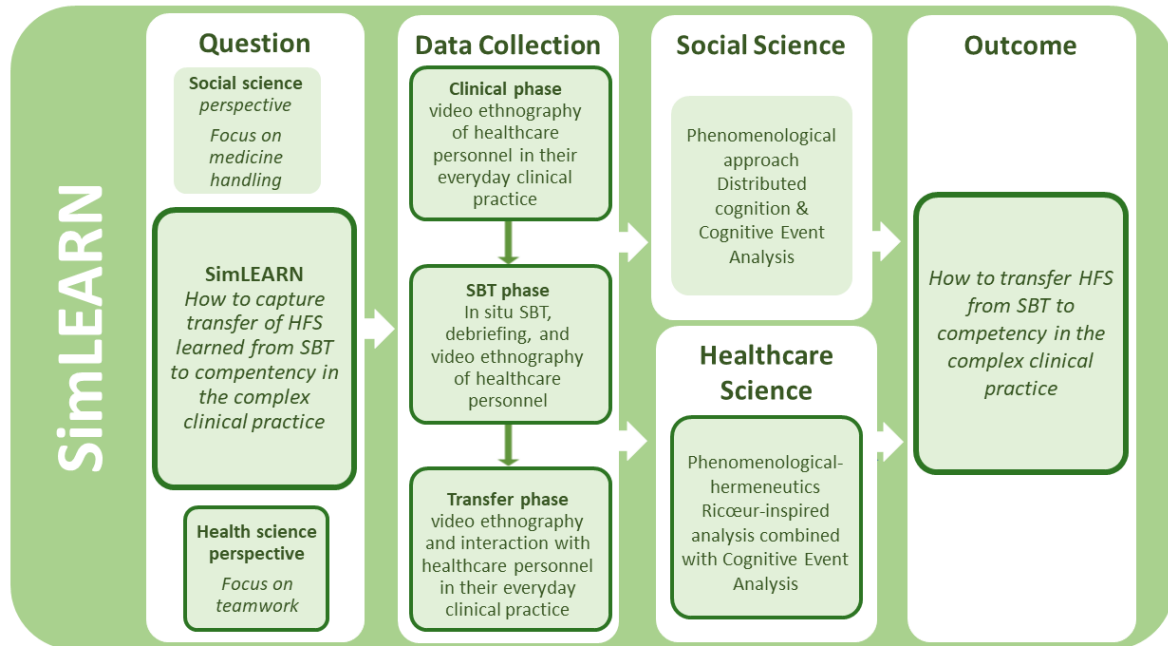 SimLEARN
Question
Social science
perspective
Focus on
medicine
handling
SimLEARN
How to capture
transfer of HFS
learned from SBT
to compentency in
the complex
clinical practice
Health science
perspective
Focus on
teamwork
Data Collection
Clinical phase
video ethnography
of healthcare
personnel in their
everyday clinical
practice
SBT phase
In situ SBT,
debriefing, and
video ethnography
of healthcare
personnel
Transfer phase
video ethnography
and interaction with
healthcare personnel
in their everyday
clinical practice
Social Science
Phenomenological
approach
Distributed
cognition &
Cognitive Event
Analysis
Healthcare
Science
Phenomenological-
hermeneutics
Ricœur-inspired
analysis combined
with Cognitive Event
Analysis
Outcome
How to transfer HFS
from SBT to
competency in the
complex clinical
practice